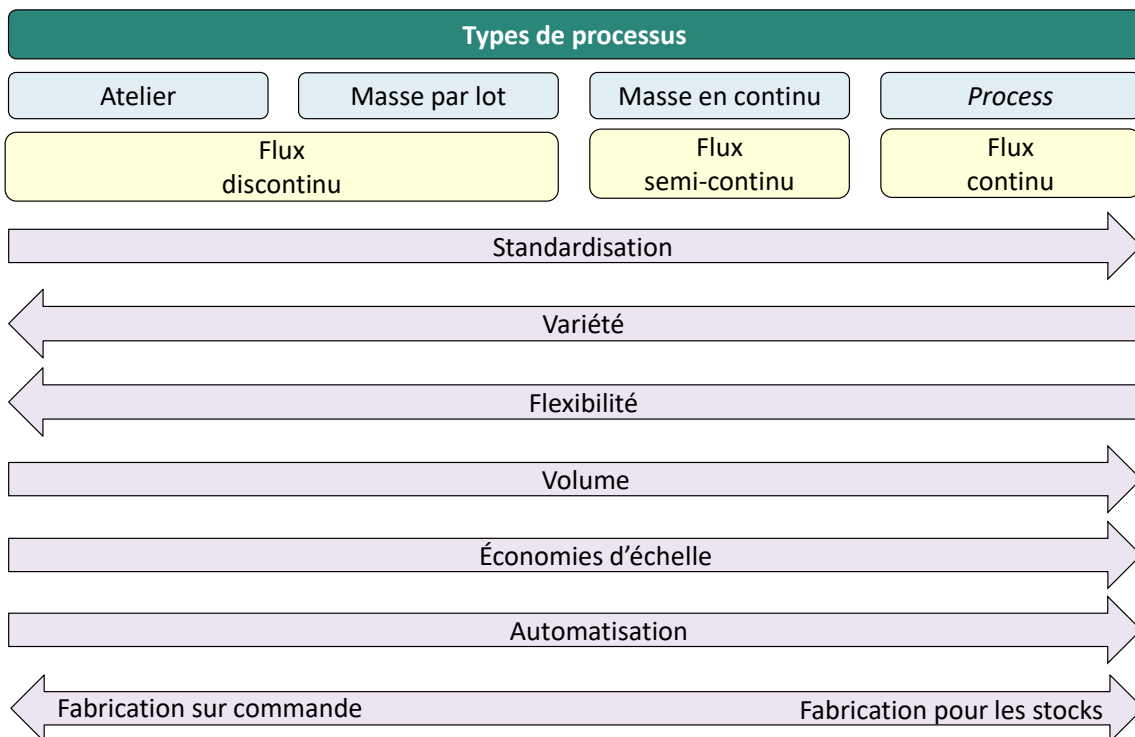 Types de processus
Atelier
Masse par lot
Masse en continu
Process
Flux
discontinu
Flux
semi-continu
Flux
continu
Standardisation
Variété
Flexibilité
Volume
Économies d'échelle
Automatisation
Fabrication sur commande
Fabrication pour les stocks